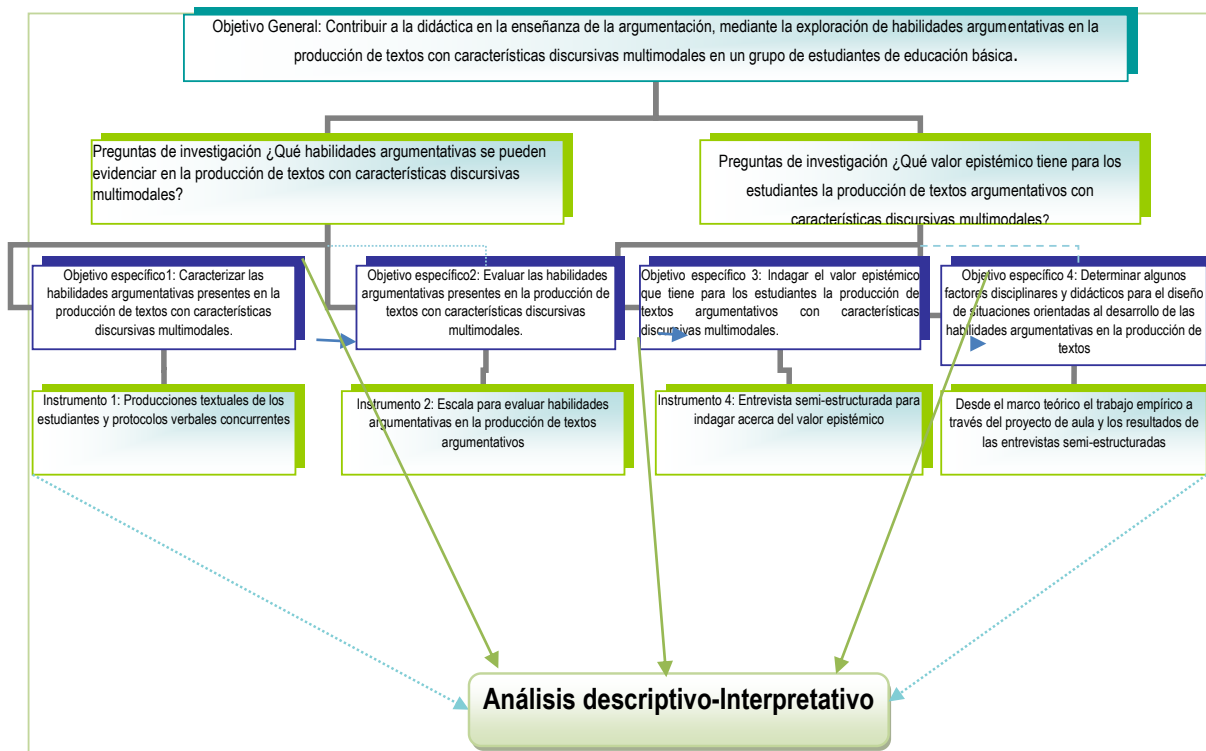 Objetivo General: Contribuir a la didáctica en la enseñanza de la argumentación, mediante la exploración de habilidades argumentativas en la
producción de textos con características discursivas multimodales en un grupo de estudiantes de educación básica.
Preguntas de investigación ¿Qué habilidades argumentativas se pueden
evidenciar en la producción de textos con características discursivas
multimodales?
Preguntas de investigación ¿Qué valor epistémico tiene para los
estudiantes la producción de textos argumentativos con
características discursivas multimodales?
Objetivo específico1: Caracterizar las
habilidades argumentativas presentes en la
producción de textos con características
discursivas multimodales.
Objetivo específico2: Evaluar las habilidades
argumentativas presentes en la producción de
textos con características discursivas
multimodales.
Objetivo específico 3: Indagar el valor epistémico
que tiene para los estudiantes la producción de
textos argumentativos con características
discursivas multimodales.
Objetivo específico 4: Determinar algunos
factores disciplinares y didácticos para el diseño
de situaciones orientadas al desarrollo de las
habilidades argumentativas en la producción de
textos
Instrumento 1: Producciones textuales de los
estudiantes y protocolos verbales concurrentes
Instrumento 2: Escala para evaluar habilidades
argumentativas en la producción de textos
argumentativos
Instrumento 4: Entrevista semi-estructurada para
indagar acerca del valor epistémico
Desde el marco teórico el trabajo empírico a
través del proyecto de aula y los resultados de
las entrevistas semi-estructuradas
Análisis descriptivo-Interpretativo